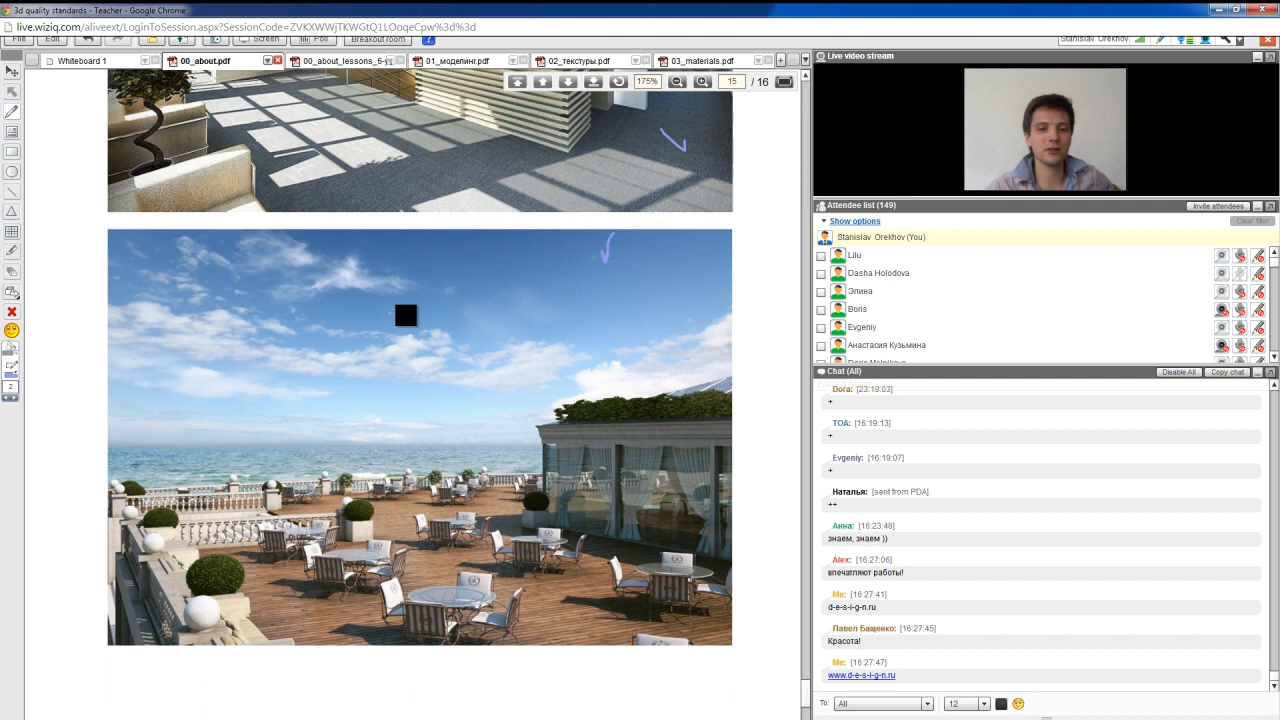 3d quality standards - Teacher - Google Chrome
live.wiziq.com/aliveext/LoginToSession.aspx?SessionCode=ZVKXWWjTKWGtQ1LOoqeCpw%3d%3d
File Edit Screen Poll Breakout room ? Stanislav Orekhov
Whiteboard 1 00_about.pdf 00_about_lessons_6- 01_моделинг.pdf 02_текстуры.pdf 03_materials.pdf
175% 15 / 16
2
Live video stream
Attendee list (149) Invite attendees
Show options Clear filter
Stanislav Orekhov (You)
Lilu
Dasha Holodova
Элина
Boris
Evgeniy
Анастасия Кузьмина
Chat (All) Disable All Copy chat
Dora: [23:19:03]
+
TOA: [16:19:13]
+
Evgeniy: [16:19:07]
+
Наталья: [sent from PDA]
++
Анна: [16:23:48]
знаем, знаем ))
Alex: [16:27:06]
впечатляют работы!
Me: [16:27:41]
d-e-s-i-g-n.ru
Павел Бащенко: [16:27:45]
Красота!
Me: [16:27:47]
www.d-e-s-i-g-n.ru
To: All 12